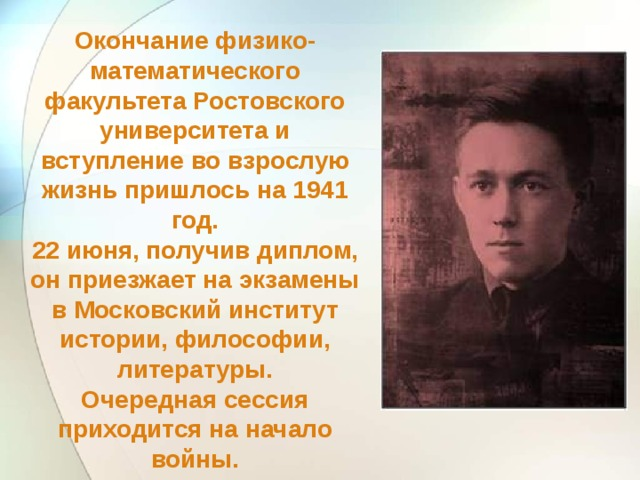 Окончание физико-
математического
факультета Ростовского
университета и
вступление во взрослую
жизнь пришлось на 1941
год.
22 июня, получив диплом,
он приезжает на экзамены
в Московский институт
истории, философии,
литературы.
Очередная сессия
приходится на начало
войны.